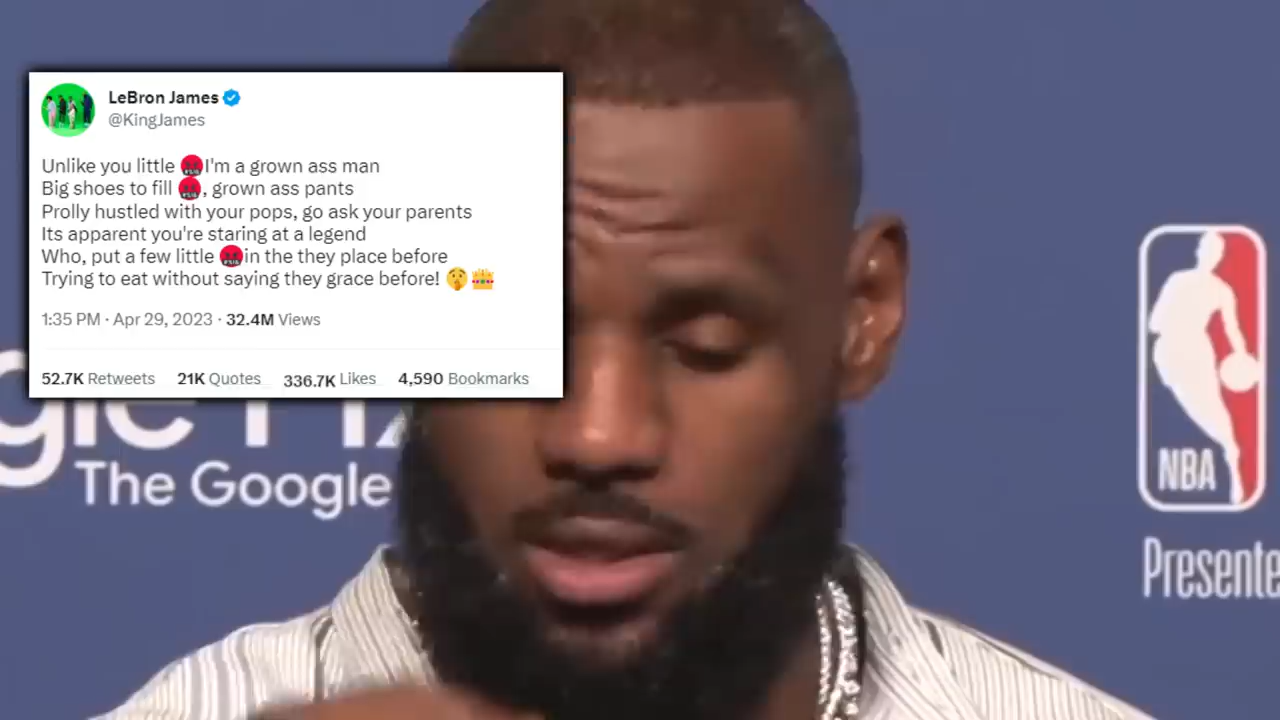 LeBron James
@KingJames
Unlike you little 🤬I'm a grown ass man
Big shoes to fill 🤬, grown ass pants
Prolly hustled with your pops, go ask your parents
Its apparent you're staring at a legend
Who, put a few little 🤬in the they place before
Trying to eat without saying they grace before! 🤫👑
1:35 PM · Apr 29, 2023 · 32.4M Views
52.7K Retweets 21K Quotes 336.7K Likes 4,590 Bookmarks
The Google
NBA
Presente